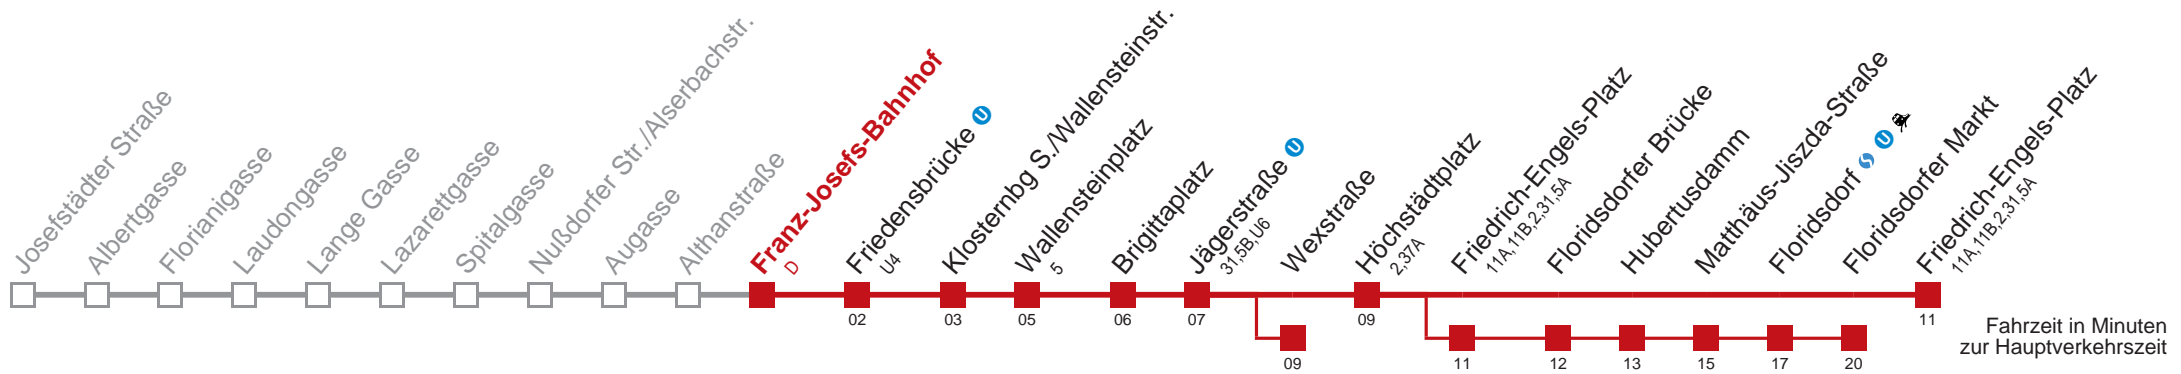 Josefstädter Straße
Albertgasse
Florianigasse
Laudongasse
Lange Gasse
Lazarettgasse
Spitalgasse
Nußdorfer Str./Alserbachstr.
Augasse
Althanstraße
Franz-Josefs-Bahnhof
D
Friedensbrücke U
U4
Klosternbg S./Wallensteinstr.
Wallensteinplatz
5
Brigittaplatz
Jägerstraße U
31,5B,U6
Wexstraße
Höchstädtplatz
2,37A
Friedrich-Engels-Platz
11A,11B,2,31,5A
Floridsdorfer Brücke
Hubertusdamm
Matthäus-Jiszda-Straße
Floridsdorf S U
Floridsdorfer Markt
Friedrich-Engels-Platz
11A,11B,2,31,5A
02 03 05 06 07 09 11
09 11 12 13 15 17 20
Fahrzeit in Minuten
zur Hauptverkehrszeit